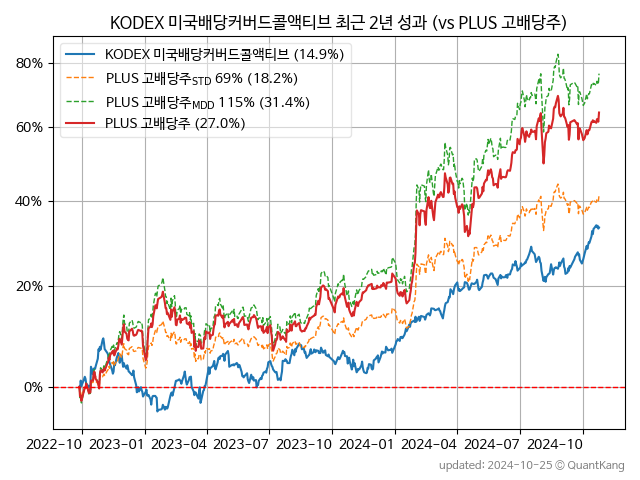 KODEX 미국배당커버드콜액티브 최근 2년 성과 (vs PLUS 고배당주)
KODEX 미국배당커버드콜액티브 (14.9%)
PLUS 고배당주STD 69% (18.2%)
PLUS 고배당주MDD 115% (31.4%)
PLUS 고배당주 (27.0%)
80%
60%
40%
20%
0%
2022-10 2023-01 2023-04 2023-07 2023-10 2024-01 2024-04 2024-07 2024-10
updated: 2024-10-25 © QuantKang